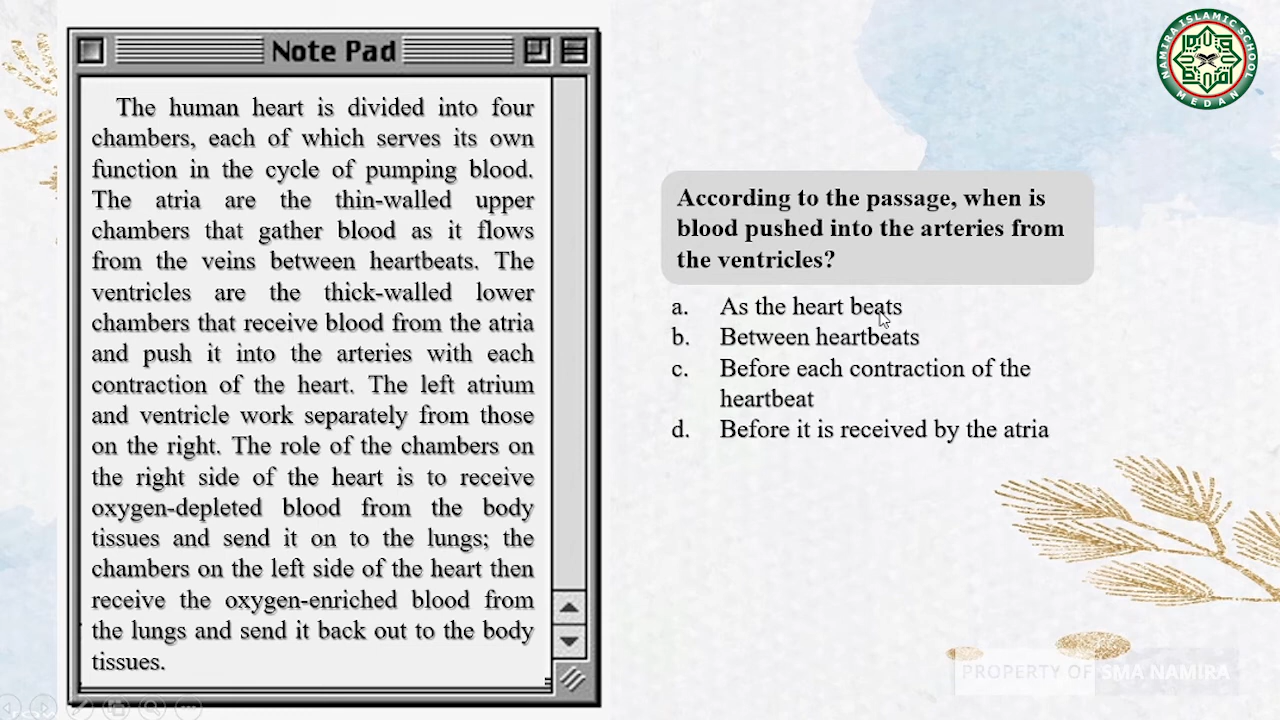 Note Pad
The human heart is divided into four
chambers, each of which serves its own
function in the cycle of pumping blood.
The atria are the thin-walled upper
chambers that gather blood as it flows
from the veins between heartbeats. The
ventricles are the thick-walled lower
chambers that receive blood from the atria
and push it into the arteries with each
contraction of the heart. The left atrium
and ventricle work separately from those
on the right. The role of the chambers on
the right side of the heart is to receive
oxygen-depleted blood from the body
tissues and send it on to the lungs; the
chambers on the left side of the heart then
receive the oxygen-enriched blood from
the lungs and send it back out to the body
tissues.
NAMIRA ISLAMIC SCHOOL
MEDAN
According to the passage, when is
blood pushed into the arteries from
the ventricles?
a. As the heart beats
b. Between heartbeats
c. Before each contraction of the
heartbeat
d. Before it is received by the atria
PROPERTY OF SMA NAMIRA